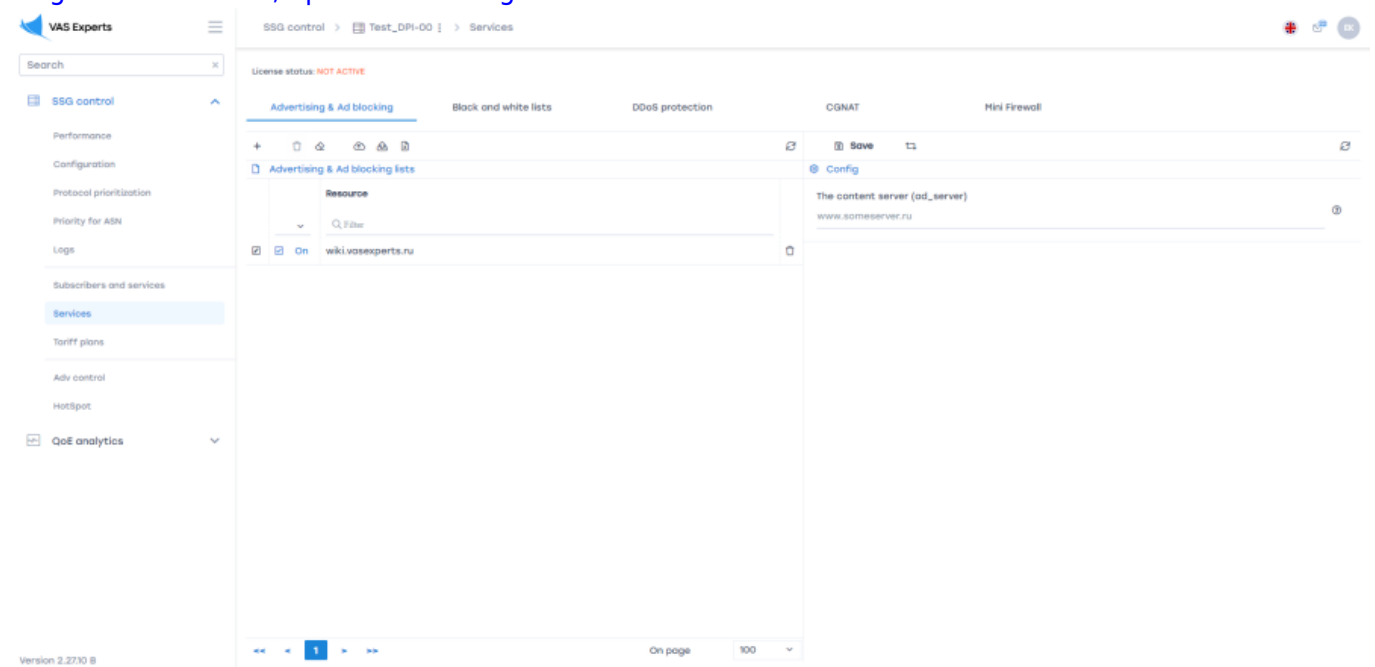 VAS Experts
SSG control > Test_DPI-00 > Services
EK
Search
License status: NOT ACTIVE
SSG control
Performance
Configuration
Protocol prioritization
Priority for ASN
Logs
Subscribers and services
Services
Tariff plans
Adv control
HotSpot
QoE analytics
Version 2.27.10 B
Advertising & Ad blocking Black and white lists DDoS protection CGNAT Mini Firewall
Advertising & Ad blocking lists
Resource
Filter
On wiki.vasexperts.ru
<< < 1 > >> On page 100
Save
Config
The content server (ad_server)
www.someserver.ru